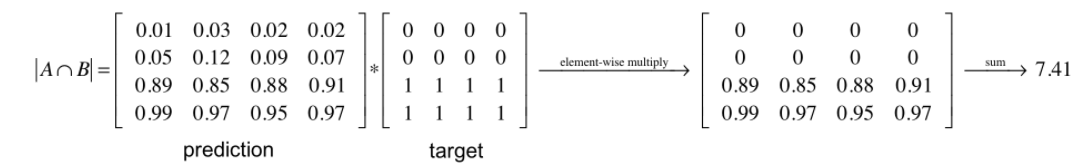 |A ∩ B| = [ 0.01 0.03 0.02 0.02 ; 0.05 0.12 0.09 0.07 ; 0.89 0.85 0.88 0.91 ; 0.99 0.97 0.95 0.97 ] * [ 0 0 0 0 ; 0 0 0 0 ; 1 1 1 1 ; 1 1 1 1 ] element-wise multiply → [ 0 0 0 0 ; 0 0 0 0 ; 0.89 0.85 0.88 0.91 ; 0.99 0.97 0.95 0.97 ] sum → 7.41
prediction target